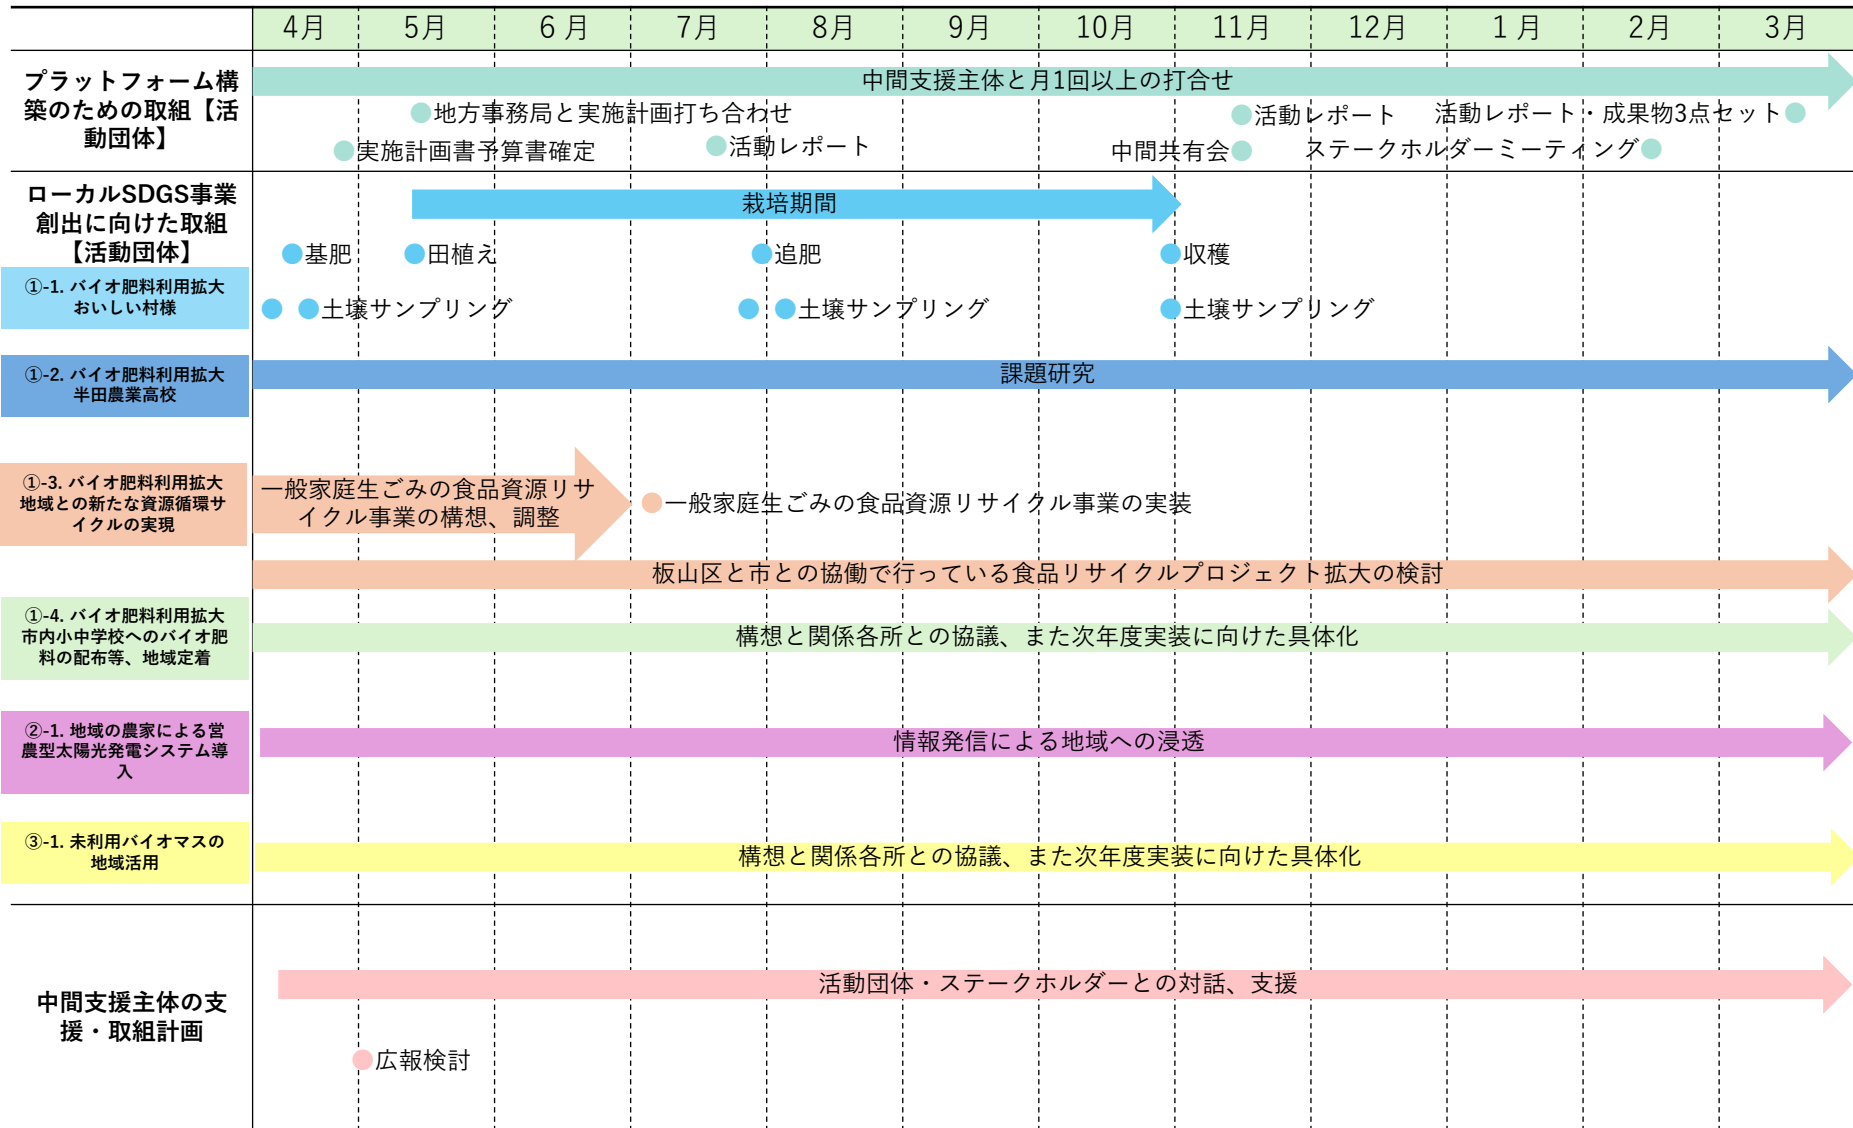 4月 5月 6月 7月 8月 9月 10月 11月 12月 1月 2月 3月
プラットフォーム構
築のための取組【活
動団体】
中間支援主体と月1回以上の打合せ
地方事務局と実施計画打ち合わせ
活動レポート
活動レポート・成果物3点セット
実施計画書予算書確定
活動レポート
中間共有会
ステークホルダーミーティング
ローカルSDGS事業
創出に向けた取組
【活動団体】
栽培期間
基肥
田植え
追肥
収穫
①-1. バイオ肥料利用拡大
おいしい村様
土壌サンプリング
土壌サンプリング
土壌サンプリング
①-2. バイオ肥料利用拡大
半田農業高校
課題研究
①-3. バイオ肥料利用拡大
地域との新たな資源循環サ
イクルの実現
一般家庭生ごみの食品資源リサ
イクル事業の構想、調整
一般家庭生ごみの食品資源リサイクル事業の実装
板山区と市との協働で行っている食品リサイクルプロジェクト拡大の検討
①-4. バイオ肥料利用拡大
市内小中学校へのバイオ肥
料の配布等、地域定着
構想と関係各所との協議、また次年度実装に向けた具体化
②-1. 地域の農家による営
農型太陽光発電システム導
入
情報発信による地域への浸透
③-1. 未利用バイオマスの
地域活用
構想と関係各所との協議、また次年度実装に向けた具体化
中間支援主体の支
援・取組計画
活動団体・ステークホルダーとの対話、支援
広報検討